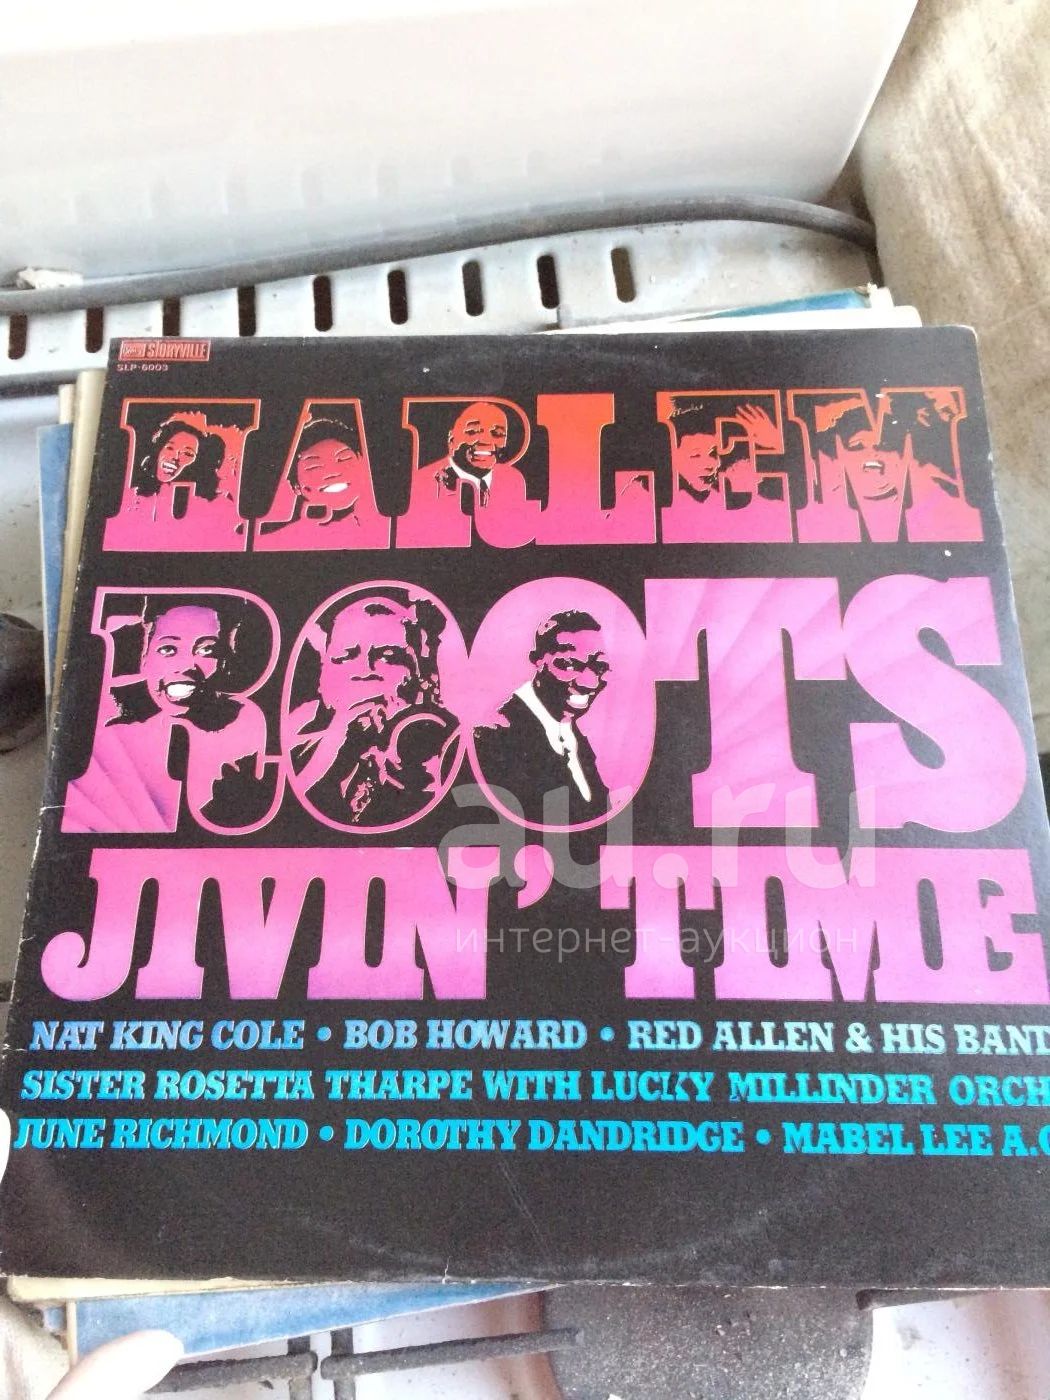 STORYVILLE
SLP-6003
HARLEM
ROOTS
JIVIN' TIME
au.ru
интернет-аукцион
NAT KING COLE • BOB HOWARD • RED ALLEN & HIS BAND
SISTER ROSETTA THARPE WITH LUCKY MILLINDER ORCH
JUNE RICHMOND • DOROTHY DANDRIDGE • MABEL LEE A.O